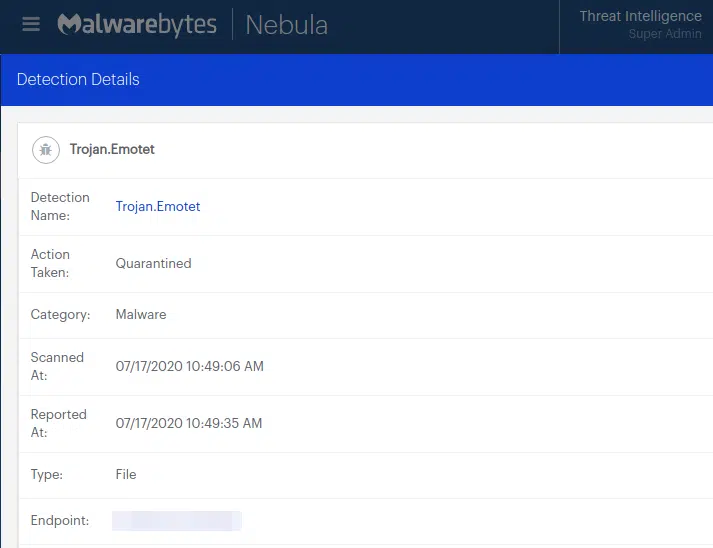 Malwarebytes Nebula
Threat Intelligence
Super Admin
Detection Details
Trojan.Emotet
Detection
Name:
Trojan.Emotet
Action
Taken:
Quarantined
Category:
Malware
Scanned
At:
07/17/2020 10:49:06 AM
Reported
At:
07/17/2020 10:49:35 AM
Type:
File
Endpoint: